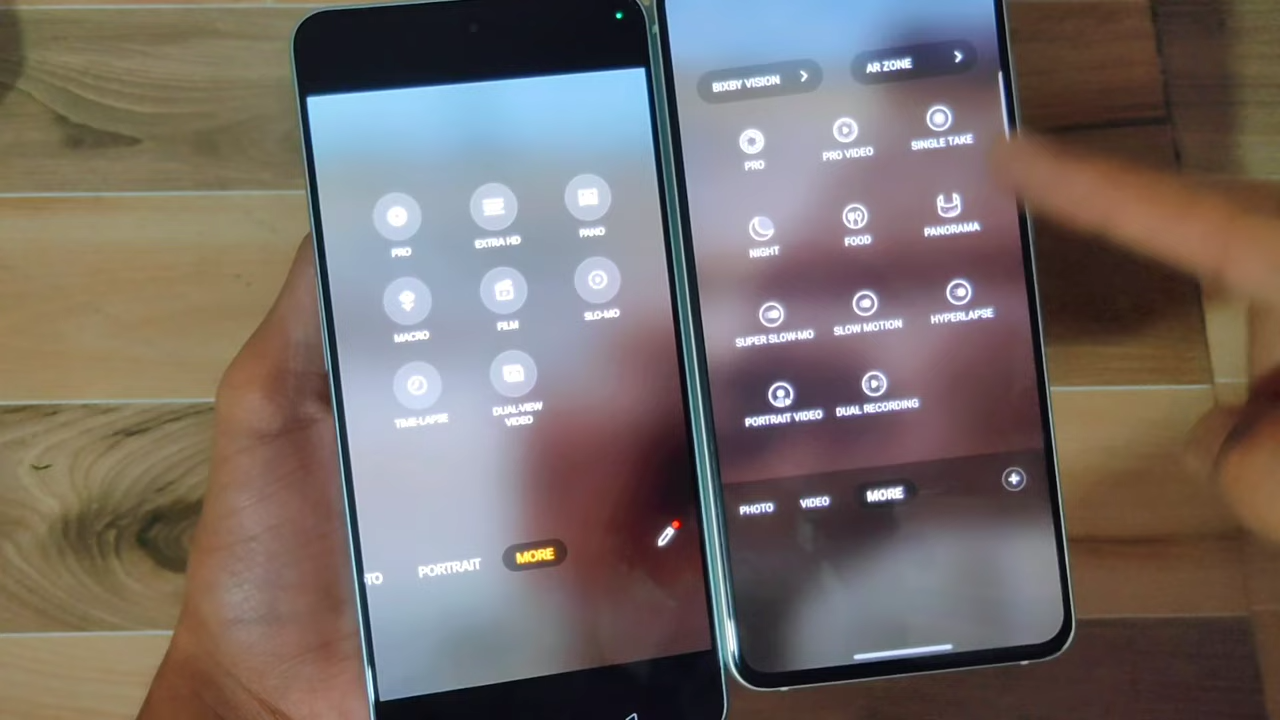 PRO
EXTRA HD
PANO
MACRO
FILM
SLO-MO
TIME-LAPSE
DUAL-VIEW
VIDEO
TO
PORTRAIT
MORE
BIXBY VISION
AR ZONE
PRO
PRO VIDEO
SINGLE TAKE
NIGHT
FOOD
PANORAMA
SUPER SLOW-MO
SLOW MOTION
HYPERLAPSE
PORTRAIT VIDEO
DUAL RECORDING
PHOTO
VIDEO
MORE